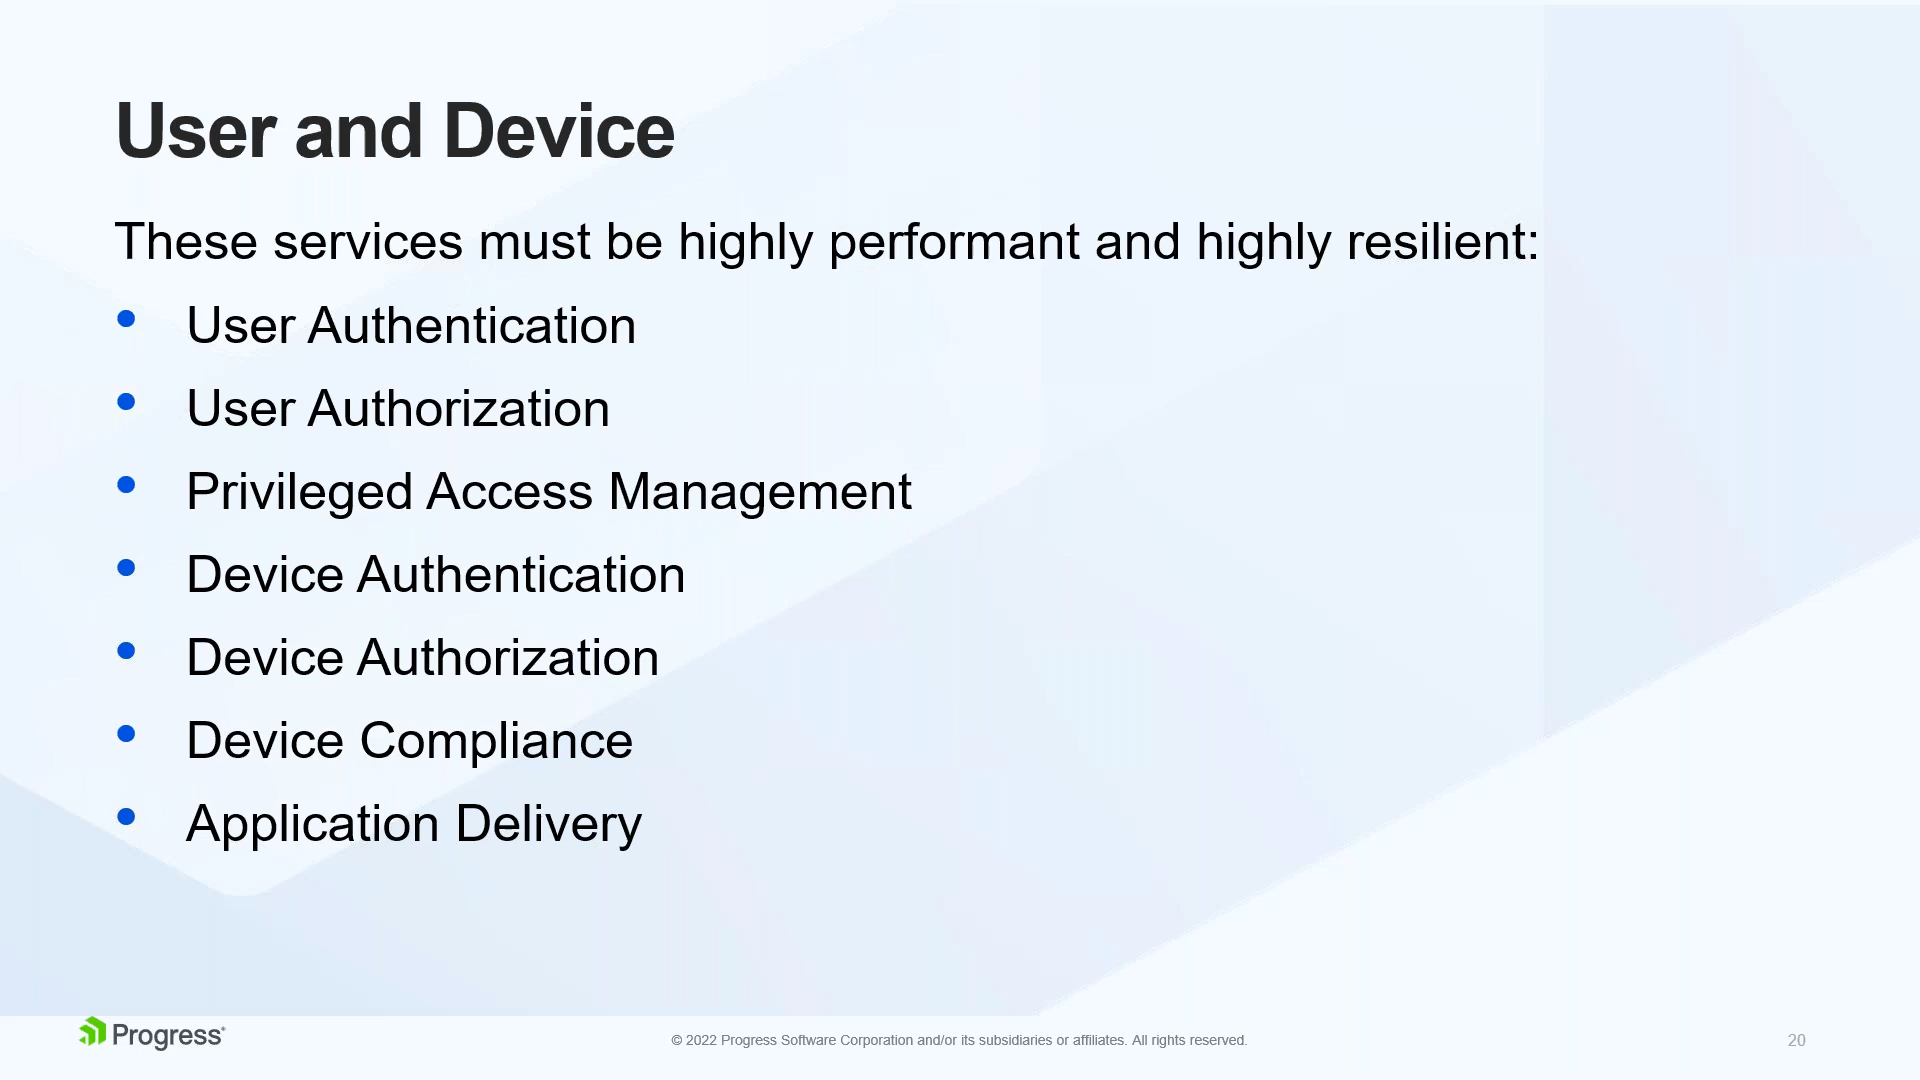 User and Device
These services must be highly performant and highly resilient:
• User Authentication
• User Authorization
• Privileged Access Management
• Device Authentication
• Device Authorization
• Device Compliance
• Application Delivery
Progress®
© 2022 Progress Software Corporation and/or its subsidiaries or affiliates. All rights reserved.
20